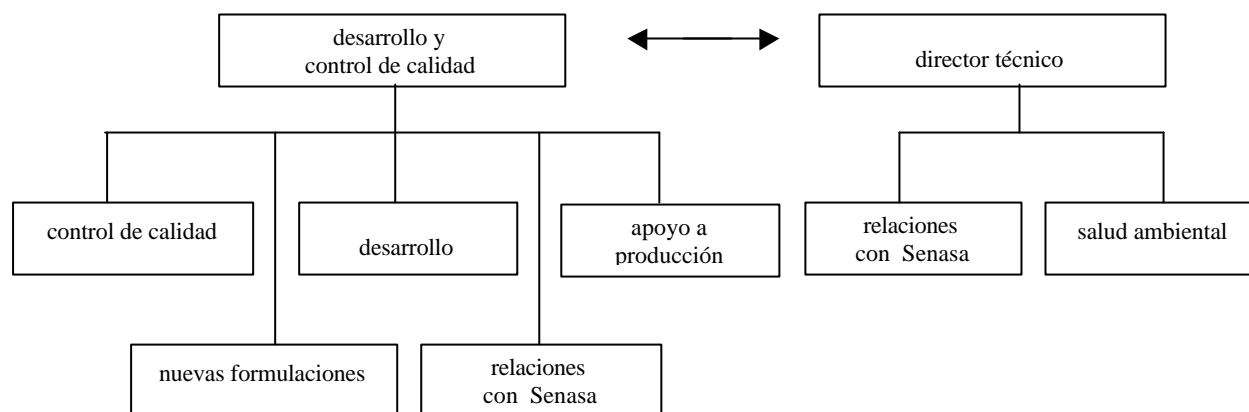 desarrollo y
control de calidad
director técnico
control de calidad
desarrollo
apoyo a
producción
relaciones
con Senasa
salud ambiental
nuevas formulaciones
relaciones
con Senasa